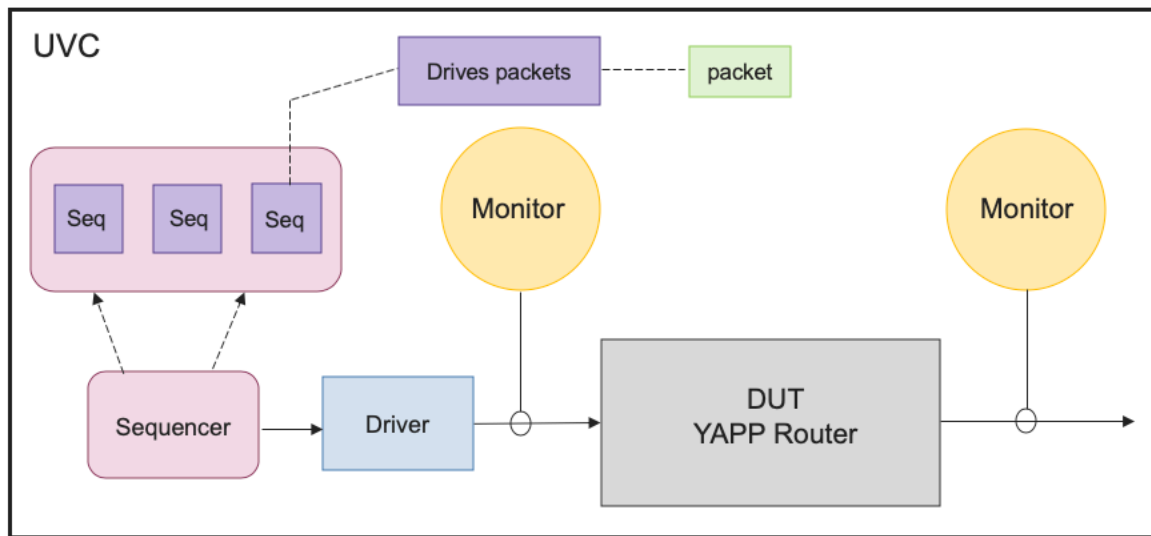 UVC
Drives packets
packet
Seq
Seq
Seq
Monitor
Monitor
Sequencer
Driver
DUT
YAPP Router